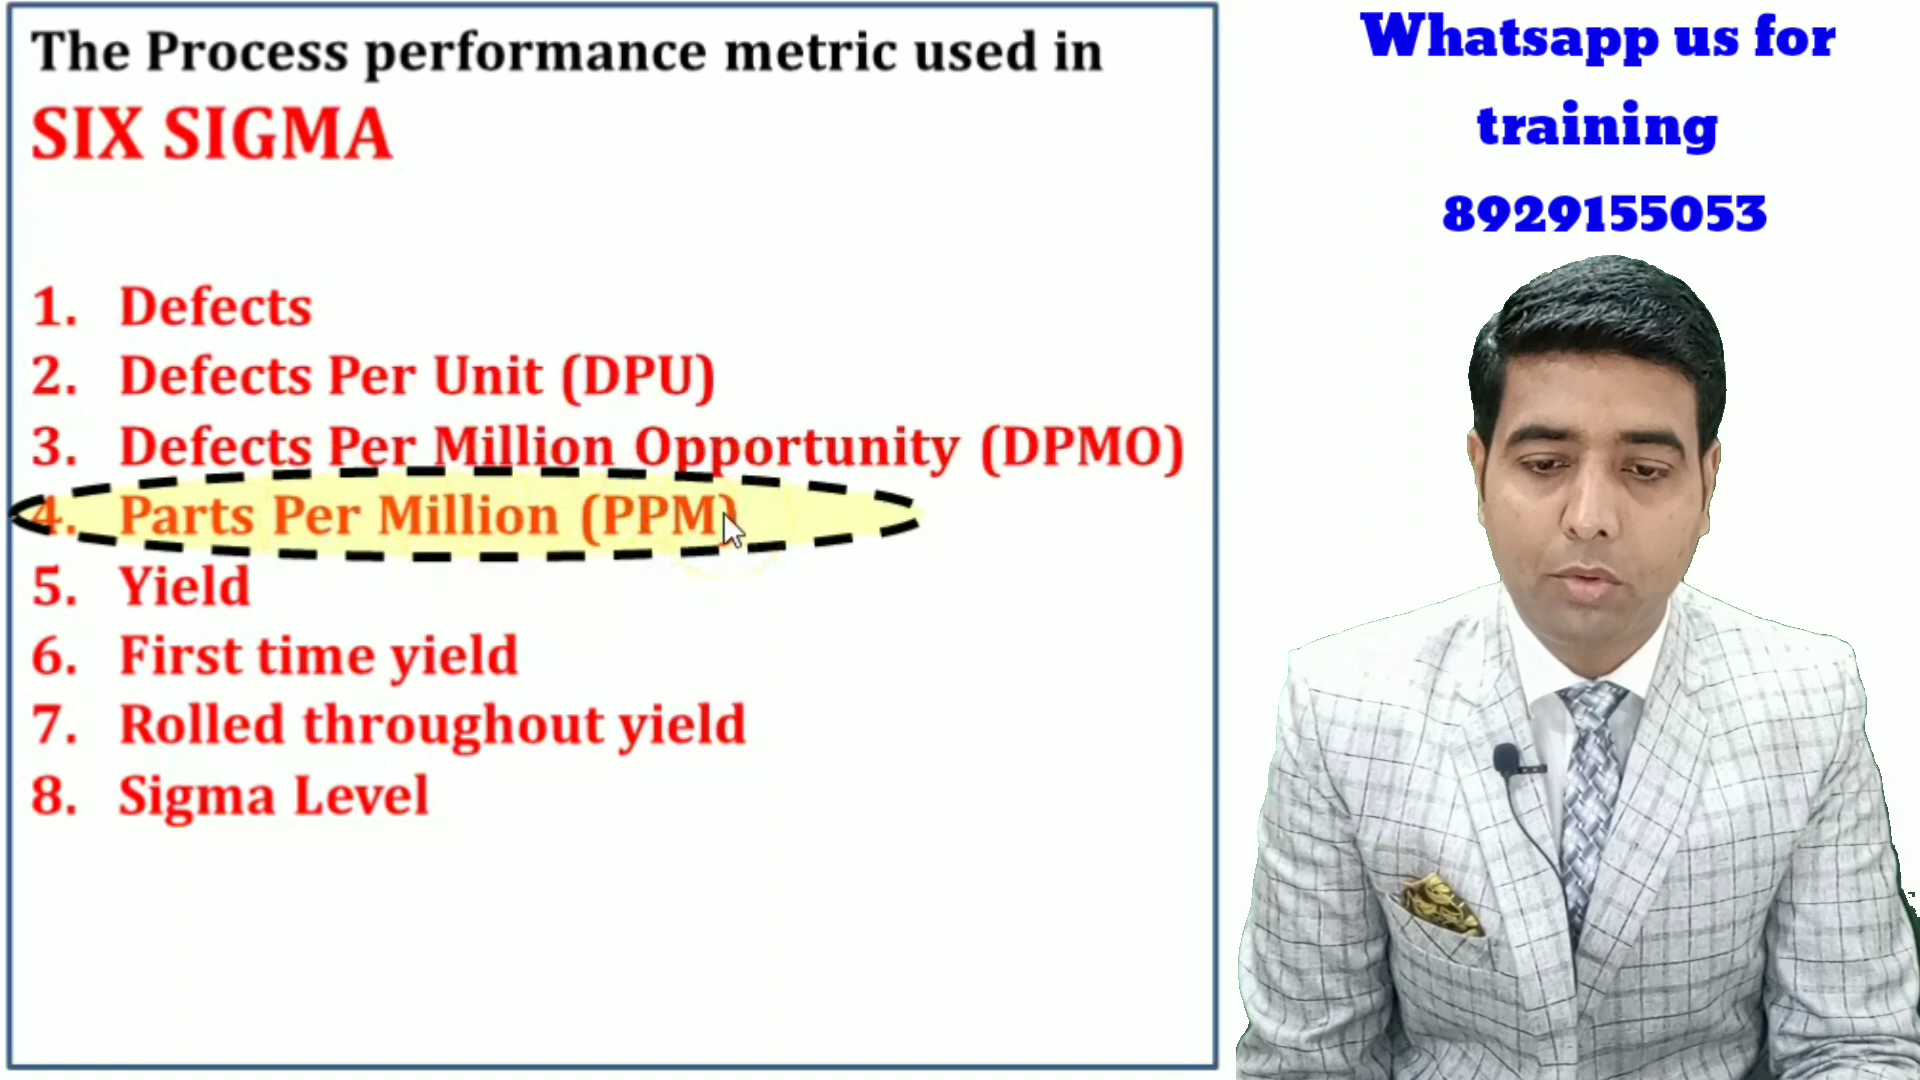 The Process performance metric used in
SIX SIGMA
1. Defects
2. Defects Per Unit (DPU)
3. Defects Per Million Opportunity (DPMO)
4. Parts Per Million (PPM)
5. Yield
6. First time yield
7. Rolled throughout yield
8. Sigma Level
Whatsapp us for
training
8929155053